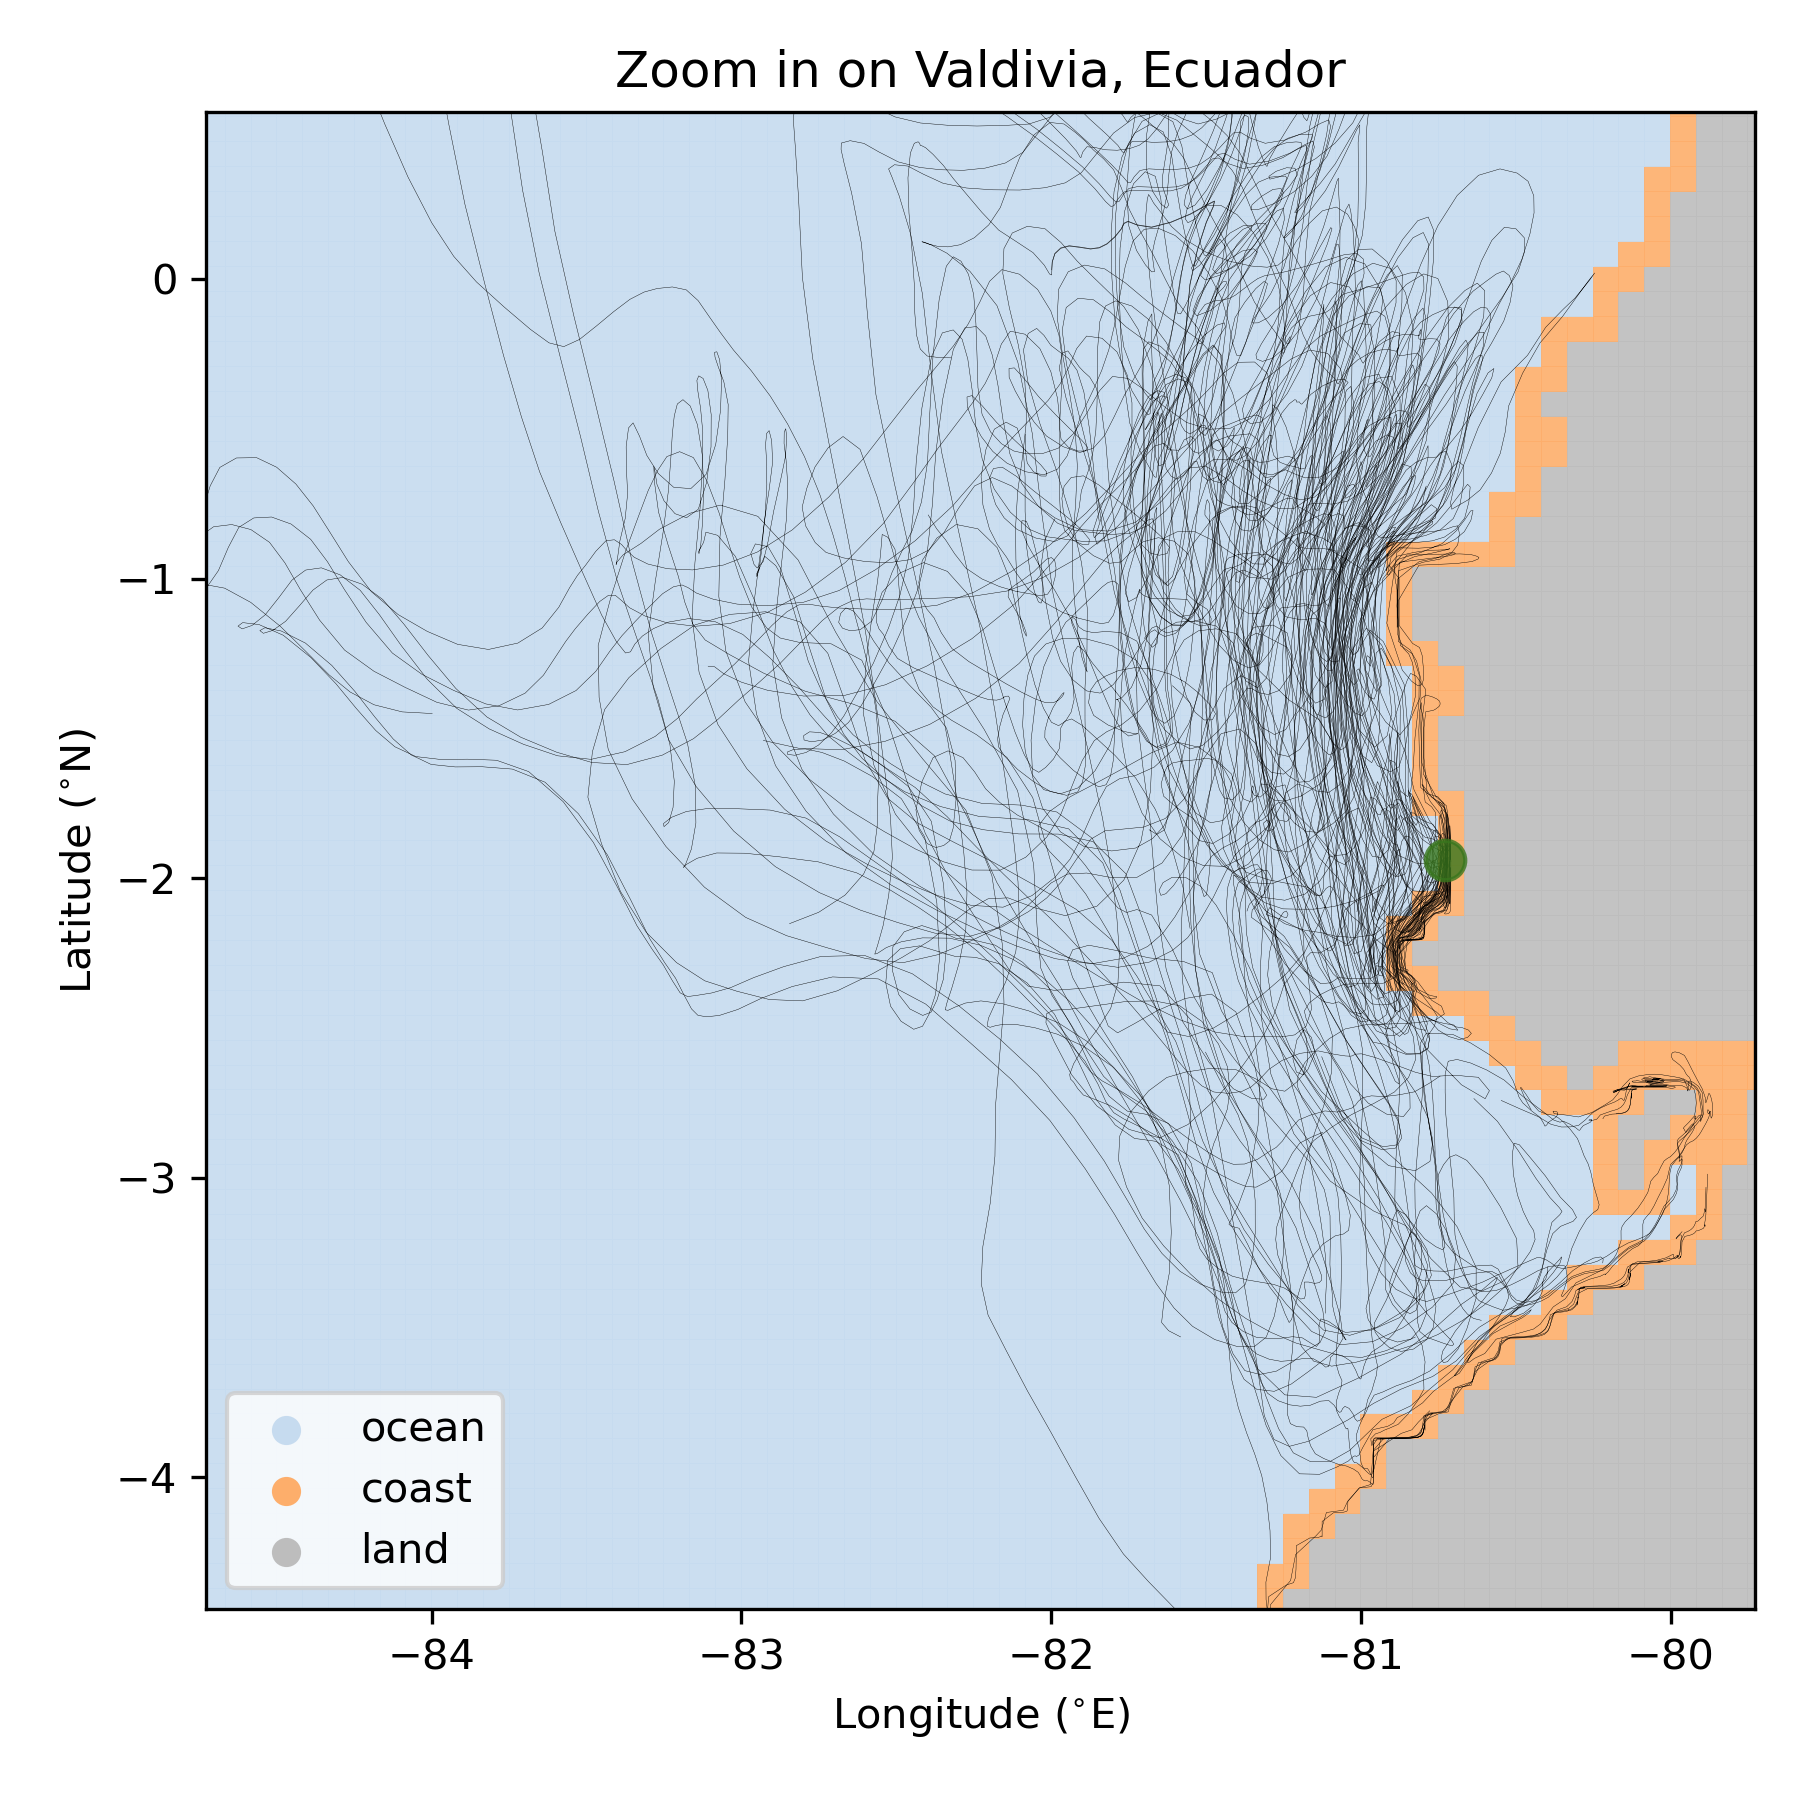 Zoom in on Valdivia, Ecuador
Latitude (°N)
0
−1
−2
−3
−4
ocean
coast
land
−84
−83
−82
−81
−80
Longitude (°E)